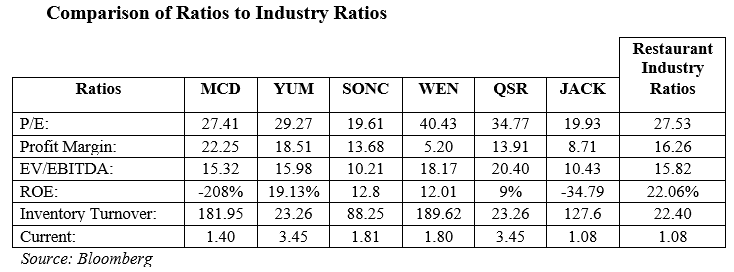 Comparison of Ratios to Industry Ratios
Restaurant
Industry
Ratios MCD YUM SONC WEN QSR JACK Ratios
P/E: 27.41 29.27 19.61 40.43 34.77 19.93 27.53
Profit Margin: 22.25 18.51 13.68 5.20 13.91 8.71 16.26
EV/EBITDA: 15.32 15.98 10.21 18.17 20.40 10.43 15.82
ROE: -208% 19.13% 12.8 12.01 9% -34.79 22.06%
Inventory Turnover: 181.95 23.26 88.25 189.62 23.26 127.6 22.40
Current: 1.40 3.45 1.81 1.80 3.45 1.08 1.08
Source: Bloomberg